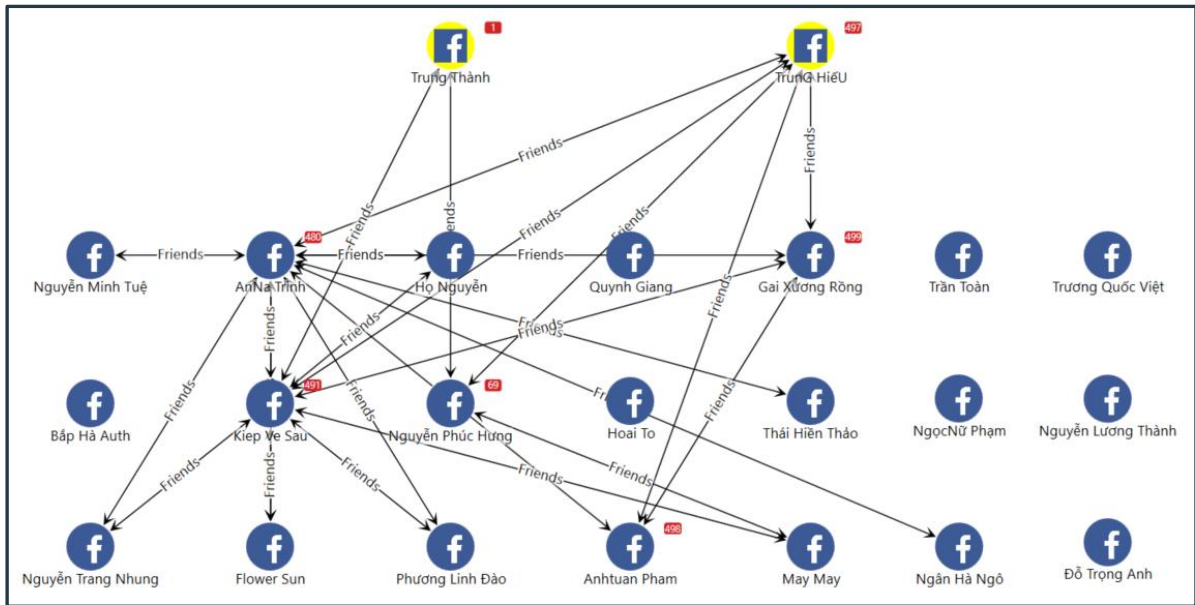 1
497
Trung Thành
TrunG HiếU
Friends
Friends
480
Friends
Friends
Friends
499
Friends
Friends
Friends
Friends
Nguyễn Minh Tuệ
AnNa Trinh
Họ Nguyễn
Quynh Giang
Gai Xương Rồng
Trần Toàn
Trương Quốc Việt
Friends
Friends
Friends
Friends
Friends
Friends
491
69
Friends
Friends
Bắp Hà Auth
Kiep Ve Sau
Nguyễn Phúc Hưng
Hoai To
Thái Hiền Thảo
NgọcNữ Phạm
Nguyễn Lương Thành
Friends
Friends
Friends
Friends
Friends
498
Nguyễn Trang Nhung
Flower Sun
Phương Linh Đào
Anhtuan Pham
May May
Ngân Hà Ngô
Đỗ Trọng Anh